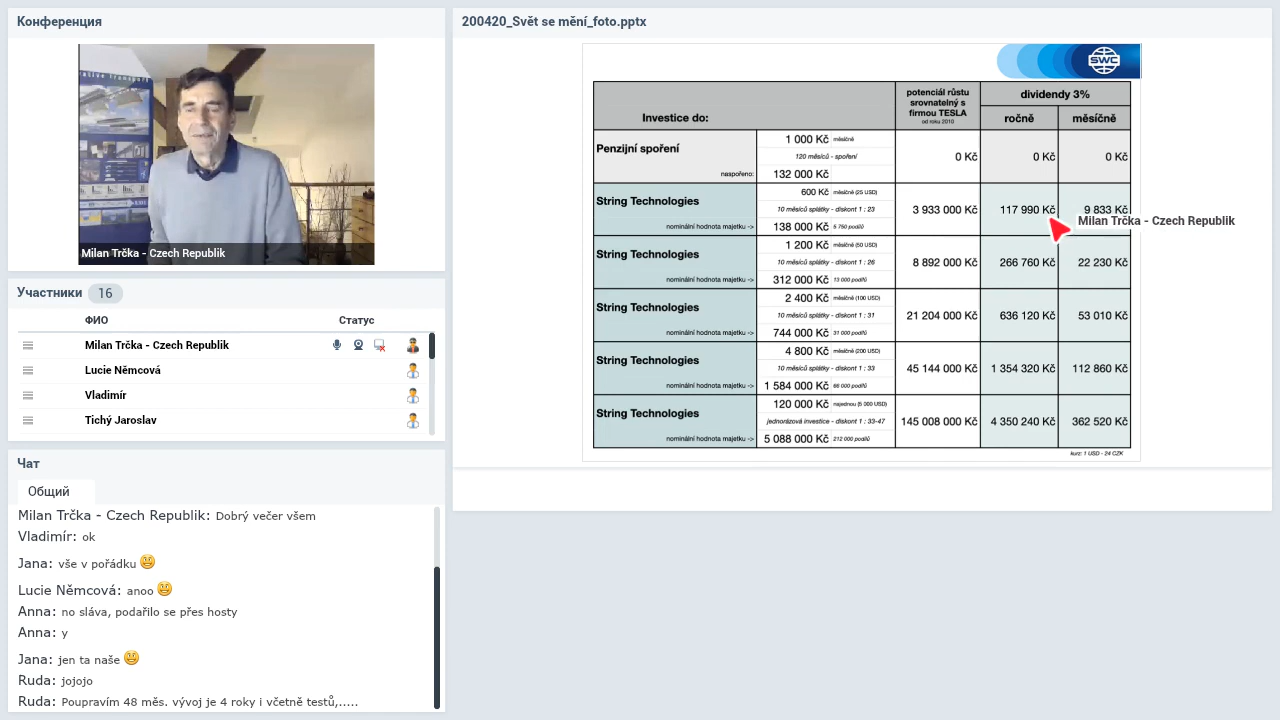 Конференция
ative Transport
Milan Trčka - Czech Republik
Участники 16
ФИО Статус
Milan Trčka - Czech Republik
Lucie Němcová
Vladimír
Tichý Jaroslav
Чат
Общий
Milan Trčka - Czech Republik: Dobrý večer všem
Vladimír: ok
Jana: vše v pořádku
Lucie Němcová: anoo
Anna: no sláva, podařilo se přes hosty
Anna: y
Jana: jen ta naše
Ruda: jojojo
Ruda: Poupravím 48 měs. vývoj je 4 roky i včetně testů,.....
200420_Svět se mění_foto.pptx
SWC
Investice do:
potenciál růstu
srovnatelný s
firmou TESLA
od roku 2010
dividendy 3%
ročně měsíčně
Penzijní spoření
1 000 Kč měsíčně
120 měsíců - spoření
naspořeno: 132 000 Kč
0 Kč 0 Kč 0 Kč
String Technologies
600 Kč měsíčně (25 USD)
10 měsíců splátky - diskont 1 : 23
nominální hodnota majetku -> 138 000 Kč 5 750 podílů
3 933 000 Kč 117 990 Kč 9 833 Kč
Milan Trčka - Czech Republik
String Technologies
1 200 Kč měsíčně (50 USD)
10 měsíců splátky - diskont 1 : 26
nominální hodnota majetku -> 312 000 Kč 13 000 podílů
8 892 000 Kč 266 760 Kč 22 230 Kč
String Technologies
2 400 Kč měsíčně (100 USD)
10 měsíců splátky - diskont 1 : 31
nominální hodnota majetku -> 744 000 Kč 31 000 podílů
21 204 000 Kč 636 120 Kč 53 010 Kč
String Technologies
4 800 Kč měsíčně (200 USD)
10 měsíců splátky - diskont 1 : 33
nominální hodnota majetku -> 1 584 000 Kč 66 000 podílů
45 144 000 Kč 1 354 320 Kč 112 860 Kč
String Technologies
120 000 Kč najednou (5 000 USD)
jednorázová investice - diskont 1 : 33-47
nominální hodnota majetku -> 5 088 000 Kč 212 000 podílů
145 008 000 Kč 4 350 240 Kč 362 520 Kč
kurz: 1 USD - 24 CZK